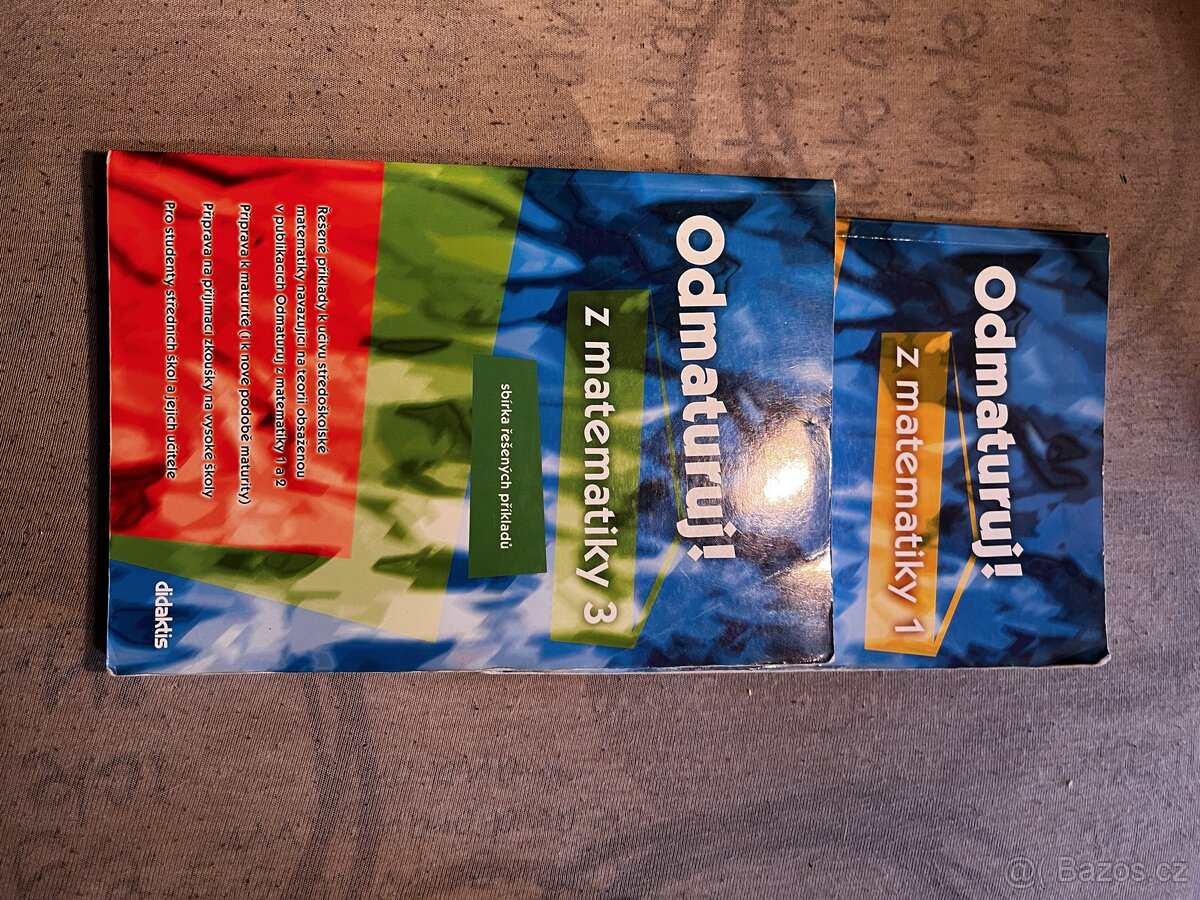 Odmaturuj!
z matematiky 3
sbírka řešených příkladů
Řešené příklady k učivu středoškolské
matematiky navazující na teorii obsaženou
v publikacích Odmaturuj z matematiky 1 a 2
Příprava k maturitě (i k nové podobě maturity)
Příprava na přijímací zkoušky na vysoké školy
Pro studenty středních škol a jejich učitele
didaktis
Odmaturuj!
z matematiky 1
@( Bazos.cz